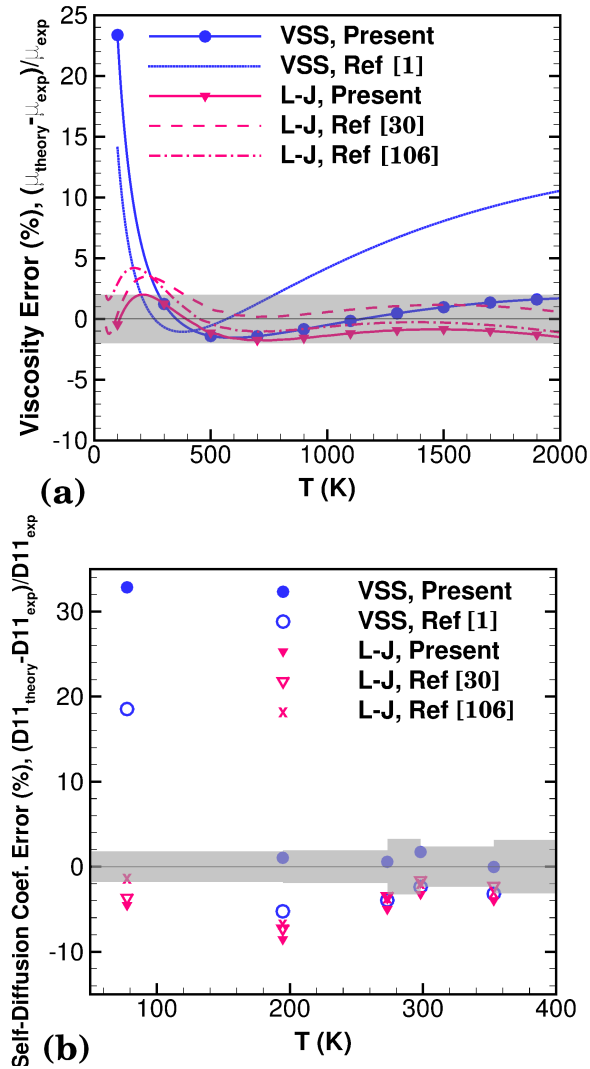 Viscosity Error (%), (μtheory-μexp)/μexp
25
20
15
10
5
0
-5
-10
VSS, Present
VSS, Ref [1]
L-J, Present
L-J, Ref [30]
L-J, Ref [106]
0 500 1000 1500 2000
T (K)
(a)
Self-Diffusion Coef. Error (%), (D11theory-D11exp)/D11exp
30
20
10
0
-10
VSS, Present
VSS, Ref [1]
L-J, Present
L-J, Ref [30]
L-J, Ref [106]
100 200 300 400
T (K)
(b)